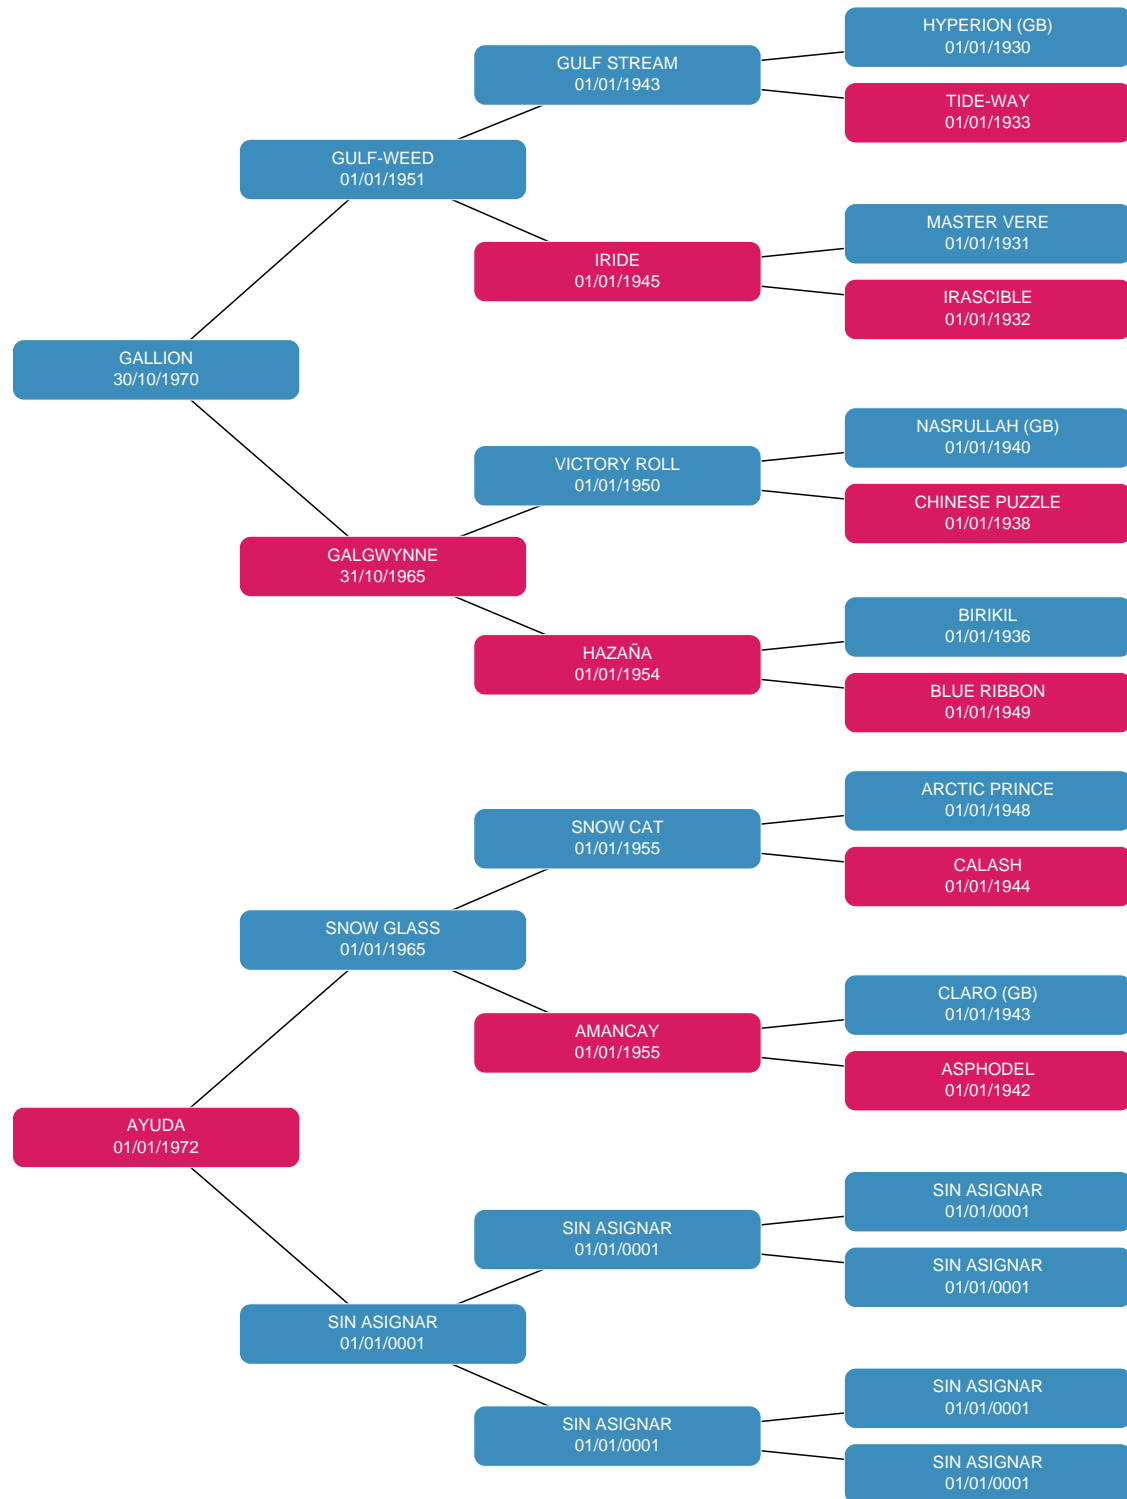 HYPERION (GB)
01/01/1930
GULF STREAM
01/01/1943
TIDE-WAY
01/01/1933
GULF-WEED
01/01/1951
MASTER VERE
01/01/1931
IRIDE
01/01/1945
IRASCIBLE
01/01/1932
GALLION
30/10/1970
NASRULLAH (GB)
01/01/1940
VICTORY ROLL
01/01/1950
CHINESE PUZZLE
01/01/1938
GALGWYNNE
31/10/1965
BIRIKIL
01/01/1936
HAZAÑA
01/01/1954
BLUE RIBBON
01/01/1949
ARCTIC PRINCE
01/01/1948
SNOW CAT
01/01/1955
CALASH
01/01/1944
SNOW GLASS
01/01/1965
CLARO (GB)
01/01/1943
AMANCAY
01/01/1955
ASPHODEL
01/01/1942
AYUDA
01/01/1972
SIN ASIGNAR
01/01/0001
SIN ASIGNAR
01/01/0001
SIN ASIGNAR
01/01/0001
SIN ASIGNAR
01/01/0001
SIN ASIGNAR
01/01/0001
SIN ASIGNAR
01/01/0001
SIN ASIGNAR
01/01/0001